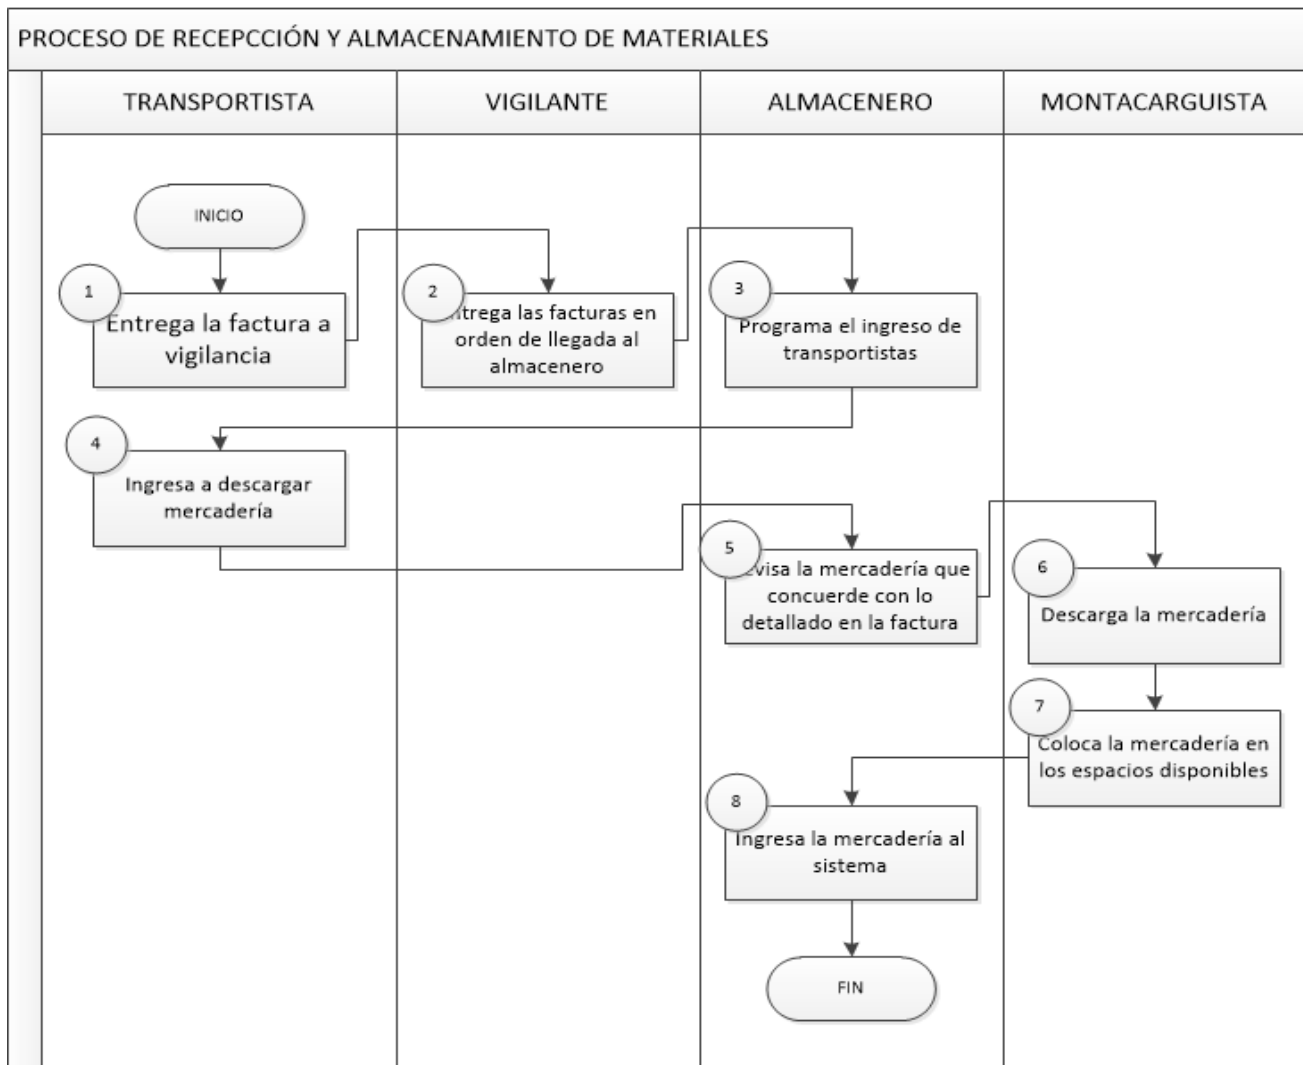 PROCESO DE RECEPCCIÓN Y ALMACENAMIENTO DE MATERIALES
TRANSPORTISTA
VIGILANTE
ALMACENERO
MONTACARGUISTA
INICIO
1
Entrega la factura a
vigilancia
2
ntrega las facturas en
orden de llegada al
almacenero
3
Programa el ingreso de
transportistas
4
Ingresa a descargar
mercadería
5
evisa la mercadería que
concuerde con lo
detallado en la factura
6
Descarga la mercadería
7
Coloca la mercadería en
los espacios disponibles
8
Ingresa la mercadería al
sistema
FIN